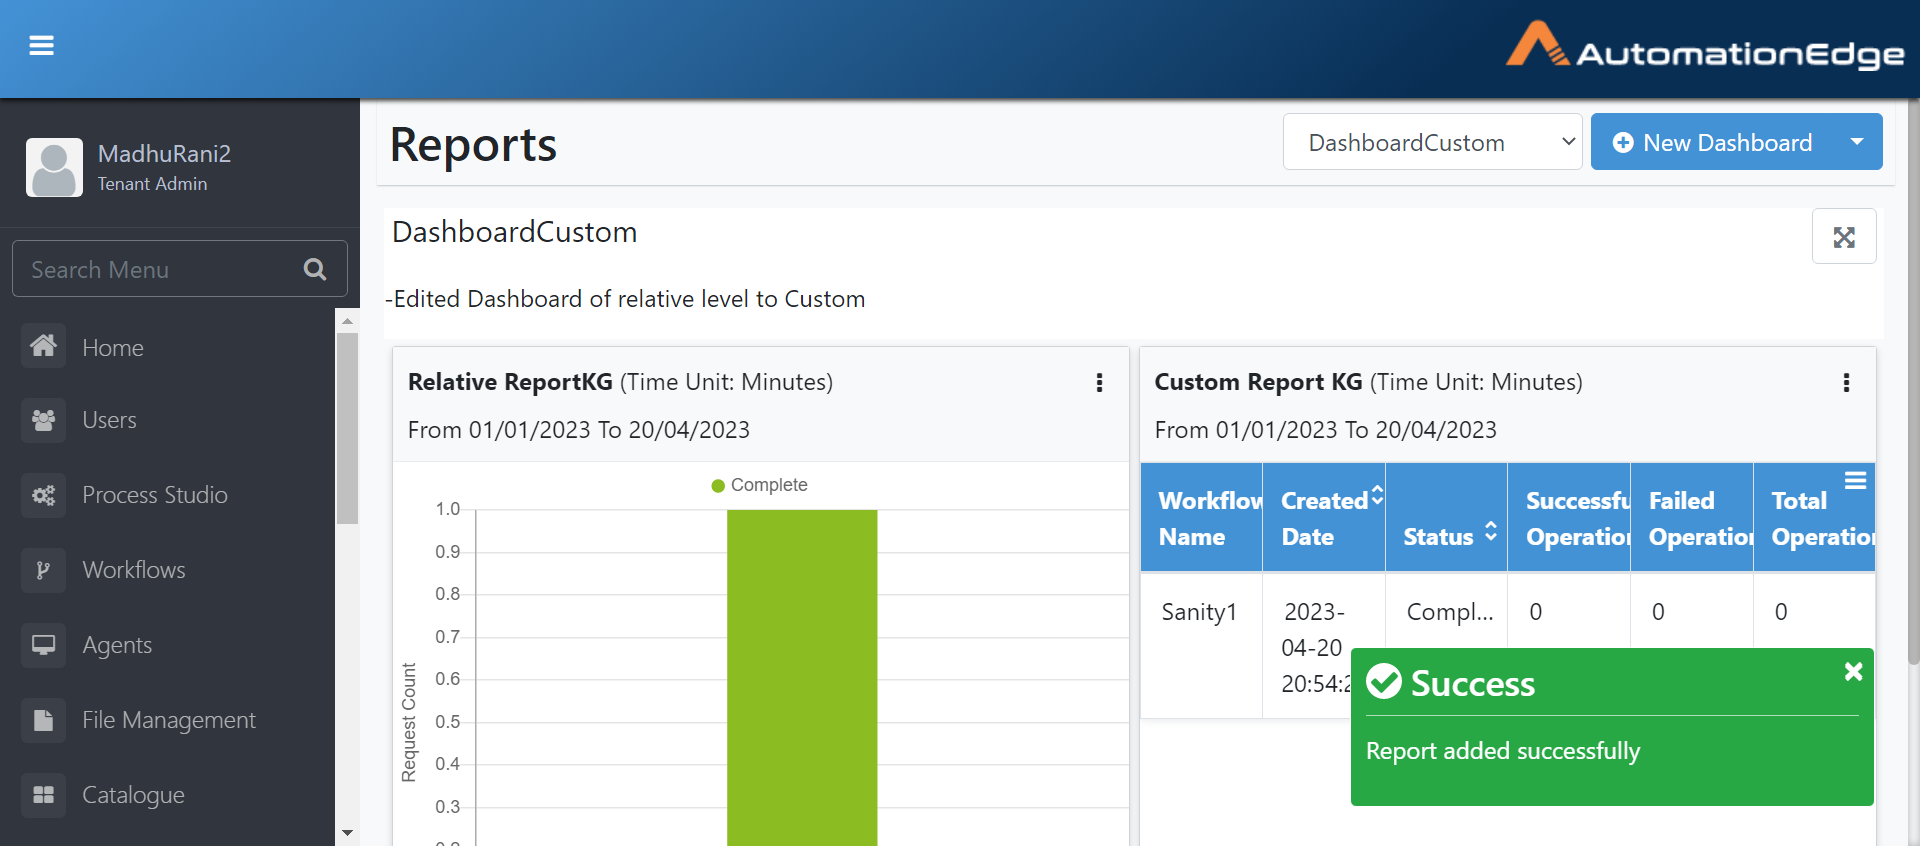 AutomationEdge
MadhuRani2
Tenant Admin
Search Menu
Home
Users
Process Studio
Workflows
Agents
File Management
Catalogue
Reports
DashboardCustom
New Dashboard
DashboardCustom
-Edited Dashboard of relative level to Custom
Relative ReportKG (Time Unit: Minutes)
From 01/01/2023 To 20/04/2023
Complete
1.0
0.9
0.8
0.7
0.6
0.5
0.4
0.3
Request Count
Custom Report KG (Time Unit: Minutes)
From 01/01/2023 To 20/04/2023
Workflow Name
Created Date
Status
Successfu Operation
Failed Operation
Total Operation
Sanity1
2023-
04-20
20:54:2
Compl...
0
0
0
Success
Report added successfully